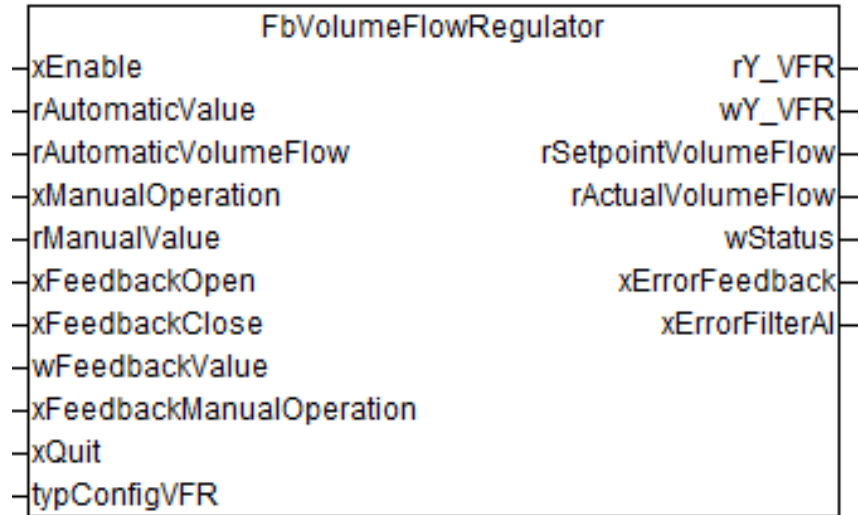 FbVolumeFlowRegulator
xEnable rY_VFR
rAutomaticValue wY_VFR
rAutomaticVolumeFlow rSetpointVolumeFlow
xManualOperation rActualVolumeFlow
rManualValue wStatus
xFeedbackOpen xErrorFeedback
xFeedbackClose xErrorFilterAI
wFeedbackValue
xFeedbackManualOperation
xQuit
typConfigVFR